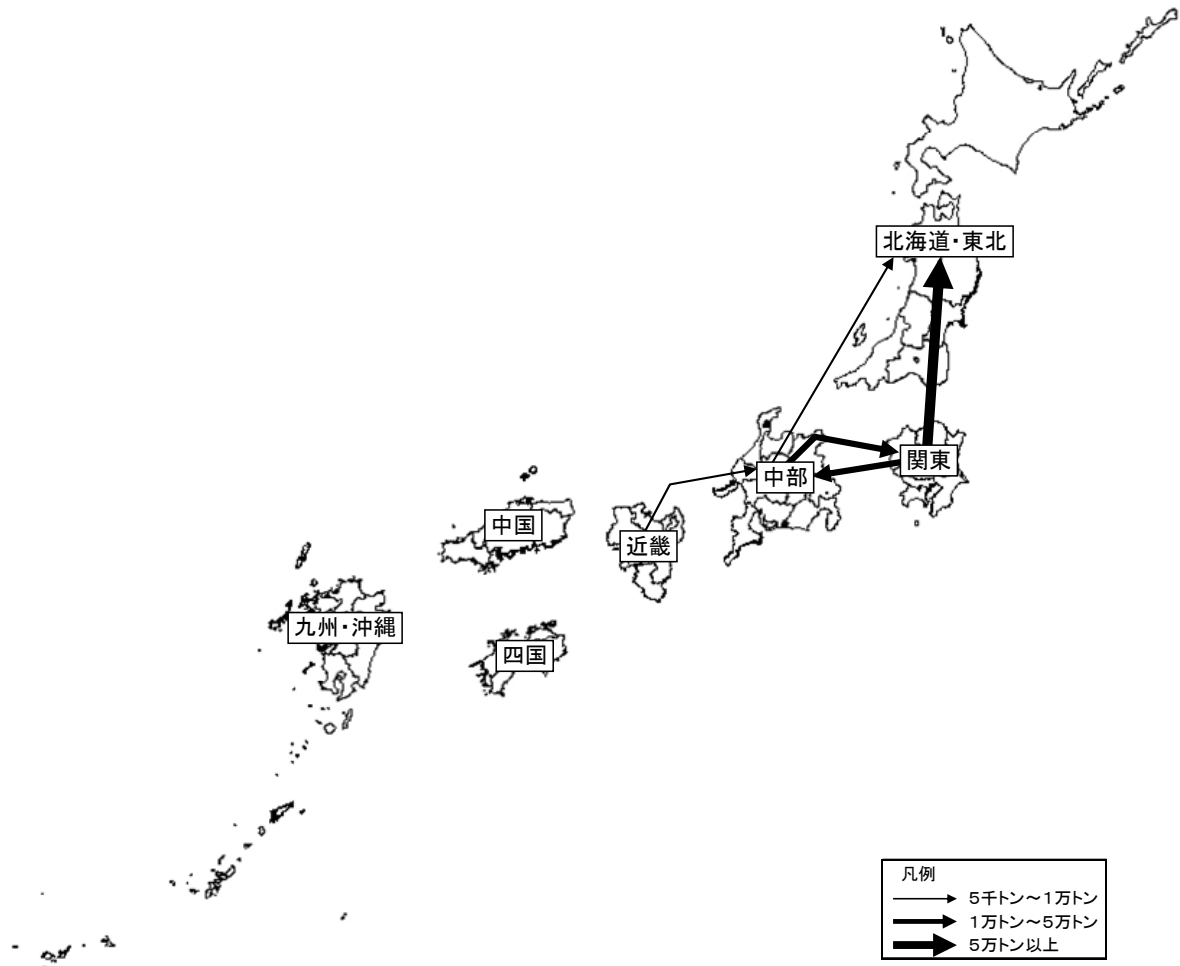 北海道・東北
関東
中部
中国
近畿
九州・沖縄
四国
凡例
５千トン～１万トン
１万トン～５万トン
５万トン以上